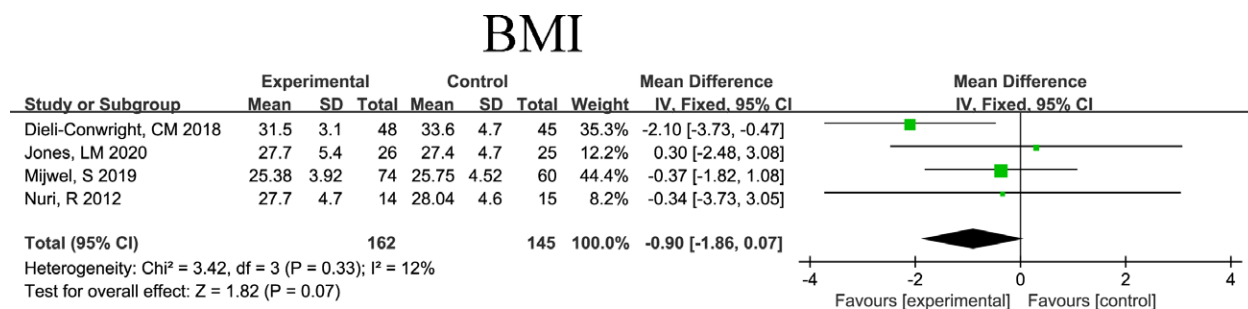 BMI
Experimental Control Mean Difference Mean Difference
Study or Subgroup Mean SD Total Mean SD Total Weight IV, Fixed, 95% CI IV, Fixed, 95% CI
Dieli-Conwright, CM 2018 31.5 3.1 48 33.6 4.7 45 35.3% -2.10 [-3.73, -0.47]
Jones, LM 2020 27.7 5.4 26 27.4 4.7 25 12.2% 0.30 [-2.48, 3.08]
Mijwel, S 2019 25.38 3.92 74 25.75 4.52 60 44.4% -0.37 [-1.82, 1.08]
Nuri, R 2012 27.7 4.7 14 28.04 4.6 15 8.2% -0.34 [-3.73, 3.05]
Total (95% CI) 162 145 100.0% -0.90 [-1.86, 0.07]
Heterogeneity: Chi² = 3.42, df = 3 (P = 0.33); I² = 12%
Test for overall effect: Z = 1.82 (P = 0.07)
-4 -2 0 2 4
Favours [experimental] Favours [control]